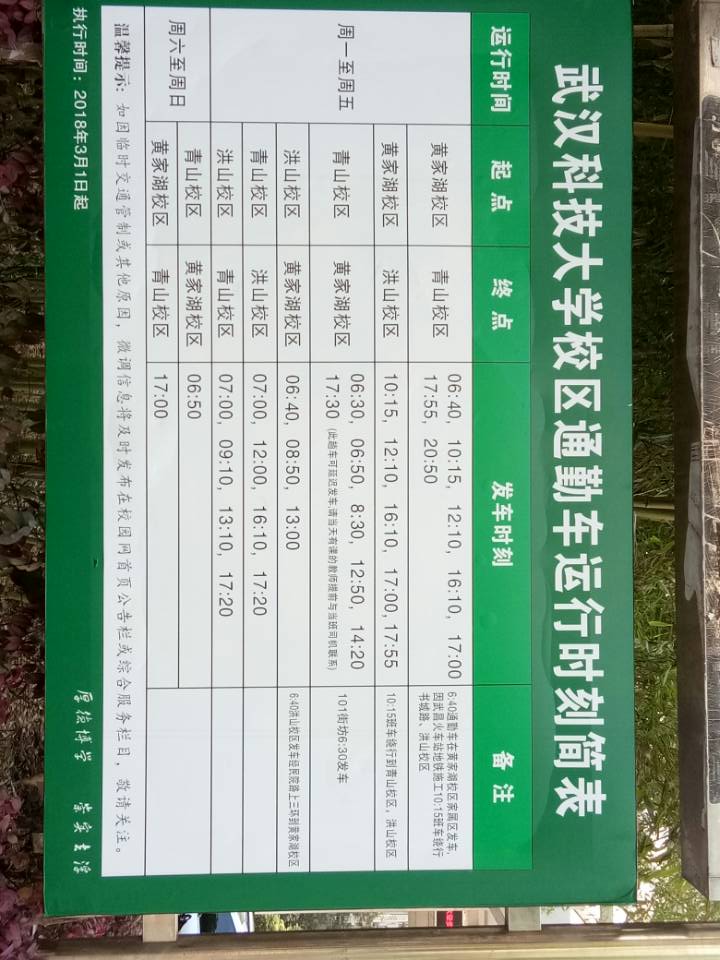 武汉科技大学校区通勤车运行时刻简表
运行时间 起点 终点 发车时刻 备注
周一至周五
黄家湖校区 青山校区 06:40, 10:15, 12:10, 16:10, 17:00
17:55, 20:50
6:40通勤车在黄家湖校区家属区发车,
因武昌火车站地铁施工10:15班车绕行
书城路、洪山校区
黄家湖校区 洪山校区 10:15, 12:10, 16:10, 17:00, 17:55 10:15班车绕行到青山校区，洪山校区
青山校区 黄家湖校区 06:30, 06:50, 8:30, 12:50, 14:20
17:30 (此趟车可延迟发车,请当天有课的教师提前与当班司机联系)
101街坊6:30发车
洪山校区 黄家湖校区 06:40, 08:50, 13:00 6:40洪山校区发车经民院路上三环到黄家湖校区
青山校区 洪山校区 07:00, 12:00, 16:10, 17:20
洪山校区 青山校区 07:00, 09:10, 13:10, 17:20
周六至周日
青山校区 黄家湖校区 06:50
黄家湖校区 青山校区 17:00
温馨提示：如因临时交通管制或其他原因，微调信息将及时发布在校园网首页公告栏或综合服务栏目，敬请关注。
执行时间：2018年3月1日起
厚德博学 崇实去浮